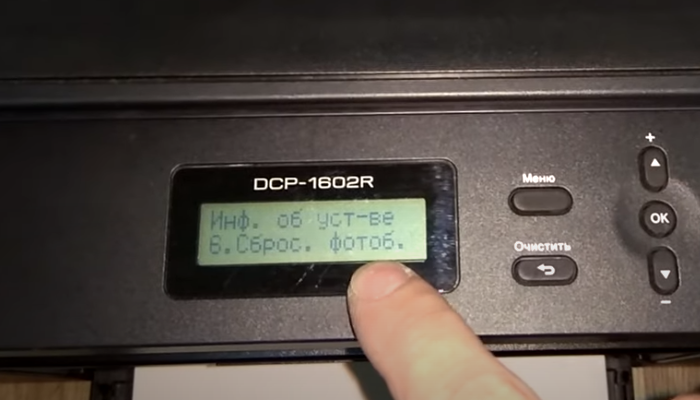 DCP-1602R
Инф. об уст-ве
6.Сброс. фотоб.
Меню
Очистить
+
OK
−